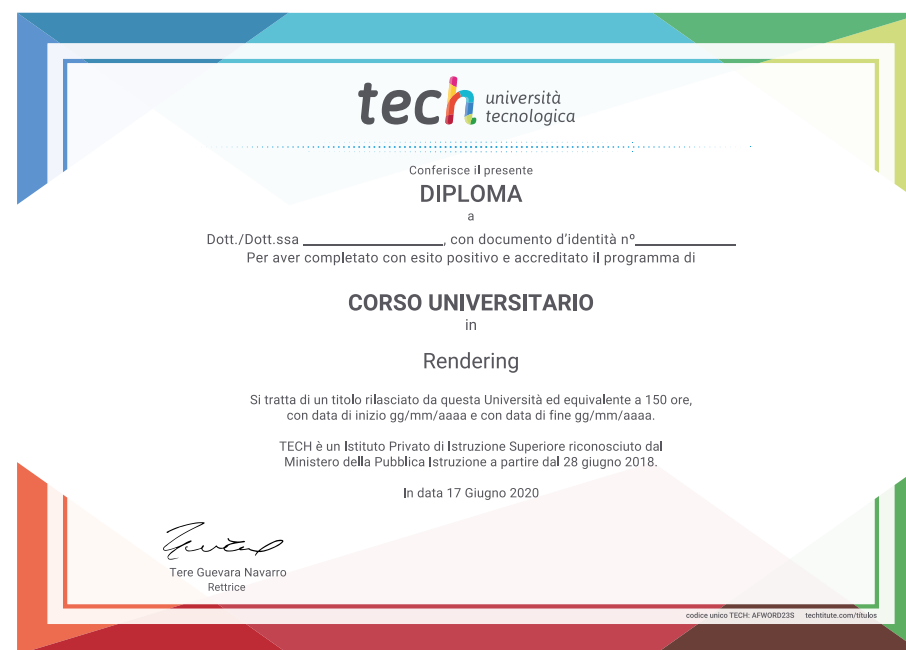 tech università
tecnologica
Conferisce il presente
DIPLOMA
a
Dott./Dott.ssa ____________________, con documento d'identità nº______________
Per aver completato con esito positivo e accreditato il programma di
CORSO UNIVERSITARIO
in
Rendering
Si tratta di un titolo rilasciato da questa Università ed equivalente a 150 ore,
con data di inizio gg/mm/aaaa e con data di fine gg/mm/aaaa.
TECH è un Istituto Privato di Istruzione Superiore riconosciuto dal
Ministero della Pubblica Istruzione a partire dal 28 giugno 2018.
In data 17 Giugno 2020
Tere Guevara Navarro
Rettrice
codice unico TECH: AFWORD23S techtitute.com/títulos